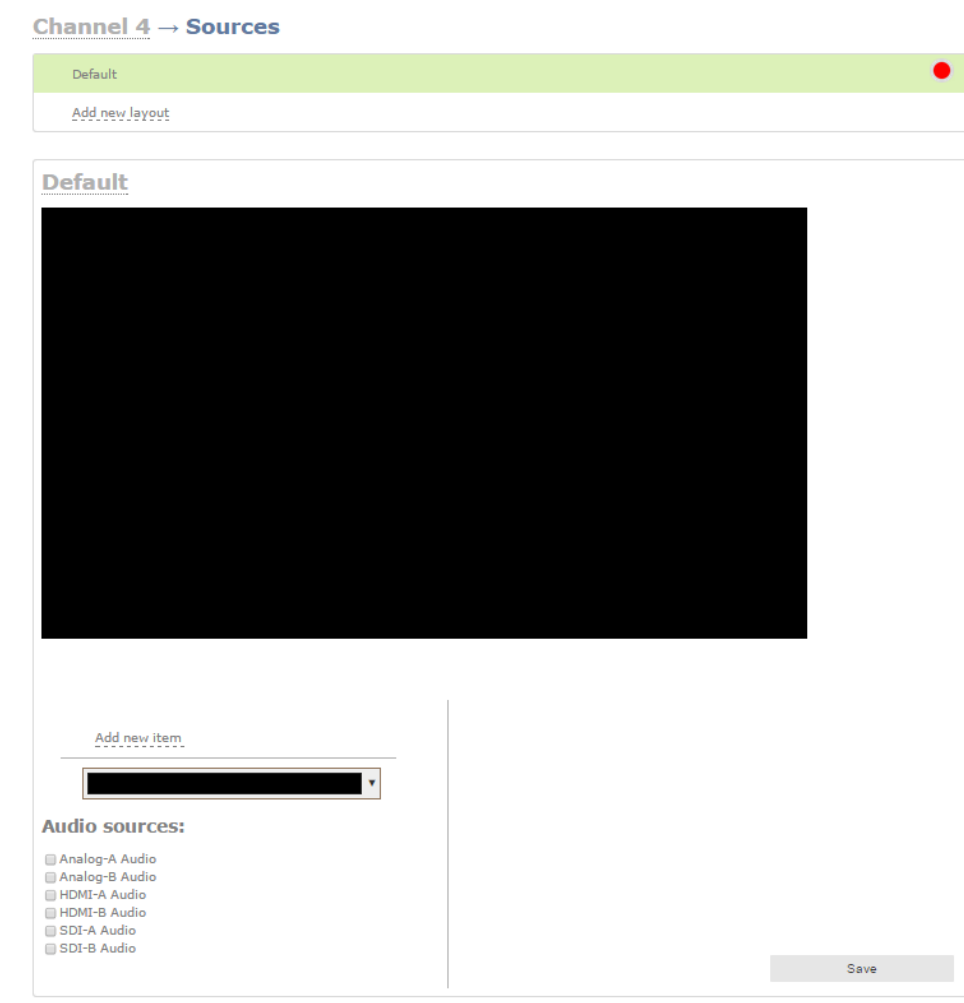 Channel 4 → Sources
Default
Add new layout
Default
Add new item
Audio sources:
Analog-A Audio
Analog-B Audio
HDMI-A Audio
HDMI-B Audio
SDI-A Audio
SDI-B Audio
Save